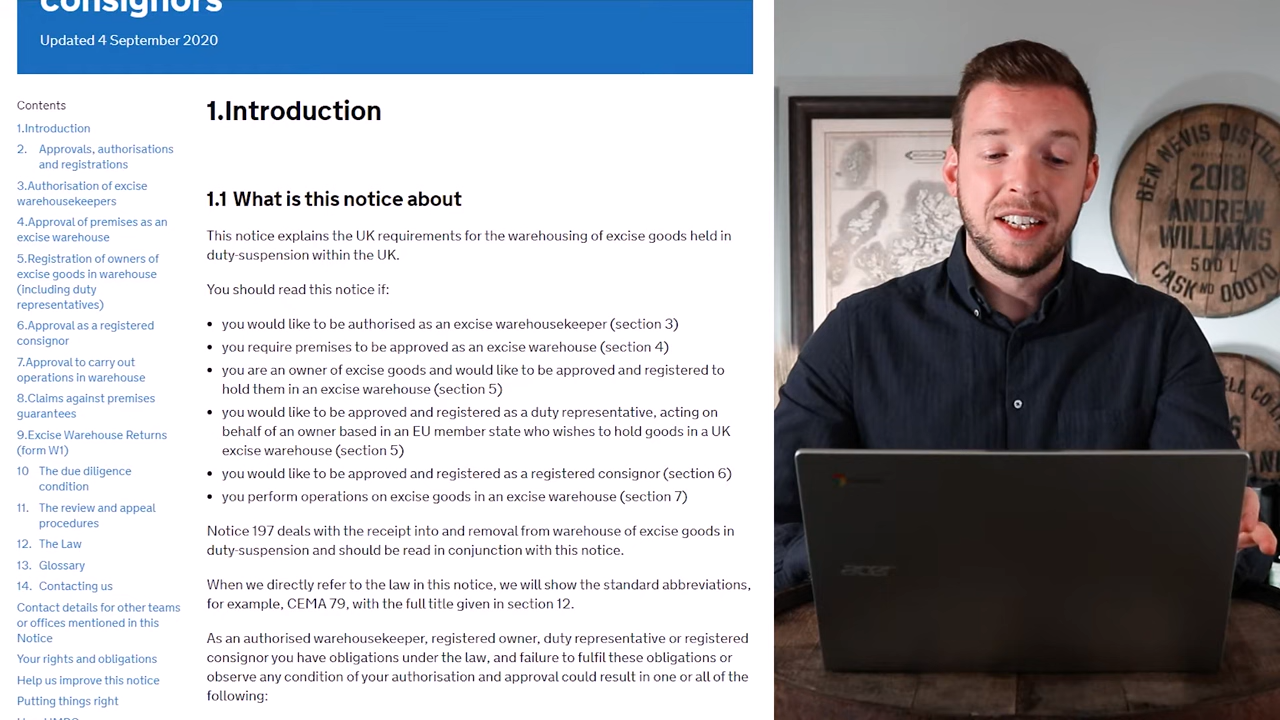 consignors
Updated 4 September 2020
Contents
1.Introduction
2. Approvals, authorisations
and registrations
3.Authorisation of excise
warehousekeepers
4.Approval of premises as an
excise warehouse
5.Registration of owners of
excise goods in warehouse
(including duty
representatives)
6.Approval as a registered
consignor
7.Approval to carry out
operations in warehouse
8.Claims against premises
guarantees
9.Excise Warehouse Returns
(form W1)
10 The due diligence
condition
11. The review and appeal
procedures
12. The Law
13. Glossary
14. Contacting us
Contact details for other teams
or offices mentioned in this
Notice
Your rights and obligations
Help us improve this notice
Putting things right
1.Introduction
1.1 What is this notice about
This notice explains the UK requirements for the warehousing of excise goods held in
duty-suspension within the UK.
You should read this notice if:
• you would like to be authorised as an excise warehousekeeper (section 3)
• you require premises to be approved as an excise warehouse (section 4)
• you are an owner of excise goods and would like to be approved and registered to
hold them in an excise warehouse (section 5)
• you would like to be approved and registered as a duty representative, acting on
behalf of an owner based in an EU member state who wishes to hold goods in a UK
excise warehouse (section 5)
• you would like to be approved and registered as a registered consignor (section 6)
• you perform operations on excise goods in an excise warehouse (section 7)
Notice 197 deals with the receipt into and removal from warehouse of excise goods in
duty-suspension and should be read in conjunction with this notice.
When we directly refer to the law in this notice, we will show the standard abbreviations,
for example, CEMA 79, with the full title given in section 12.
As an authorised warehousekeeper, registered owner, duty representative or registered
consignor you have obligations under the law, and failure to fulfil these obligations or
observe any condition of your authorisation and approval could result in one or all of the
following:
BEN NEVIS
2018
ANDREW
WILLIAMS
500 L
CASK NO 00070
acer